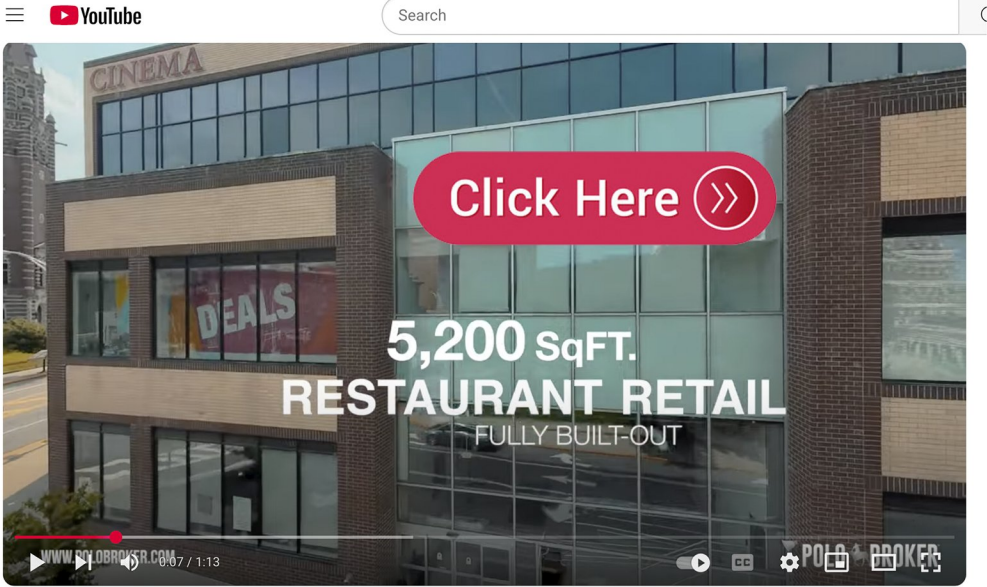 YouTube
Search
CINEMA
Click Here
DEALS
5,200 SqFT.
RESTAURANT RETAIL
FULLY BUILT-OUT
WWW.POLOBROKER.COM
0:07 / 1:13
CC
POLO BROKER